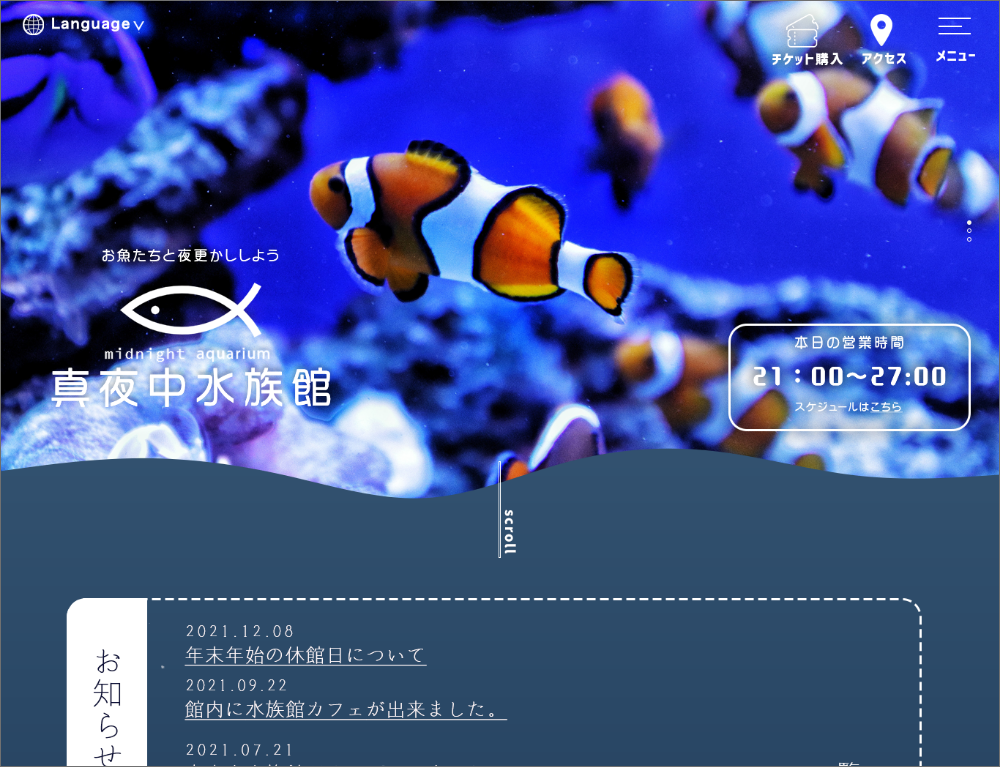 Language
チケット購入
アクセス
メニュー
お魚たちと夜更かししよう
midnight aquarium
真夜中水族館
本日の営業時間
21：00～27:00
スケジュールはこちら
scroll
お知らせ
2021.12.08
年末年始の休館日について
2021.09.22
館内に水族館カフェが出来ました。
2021.07.21